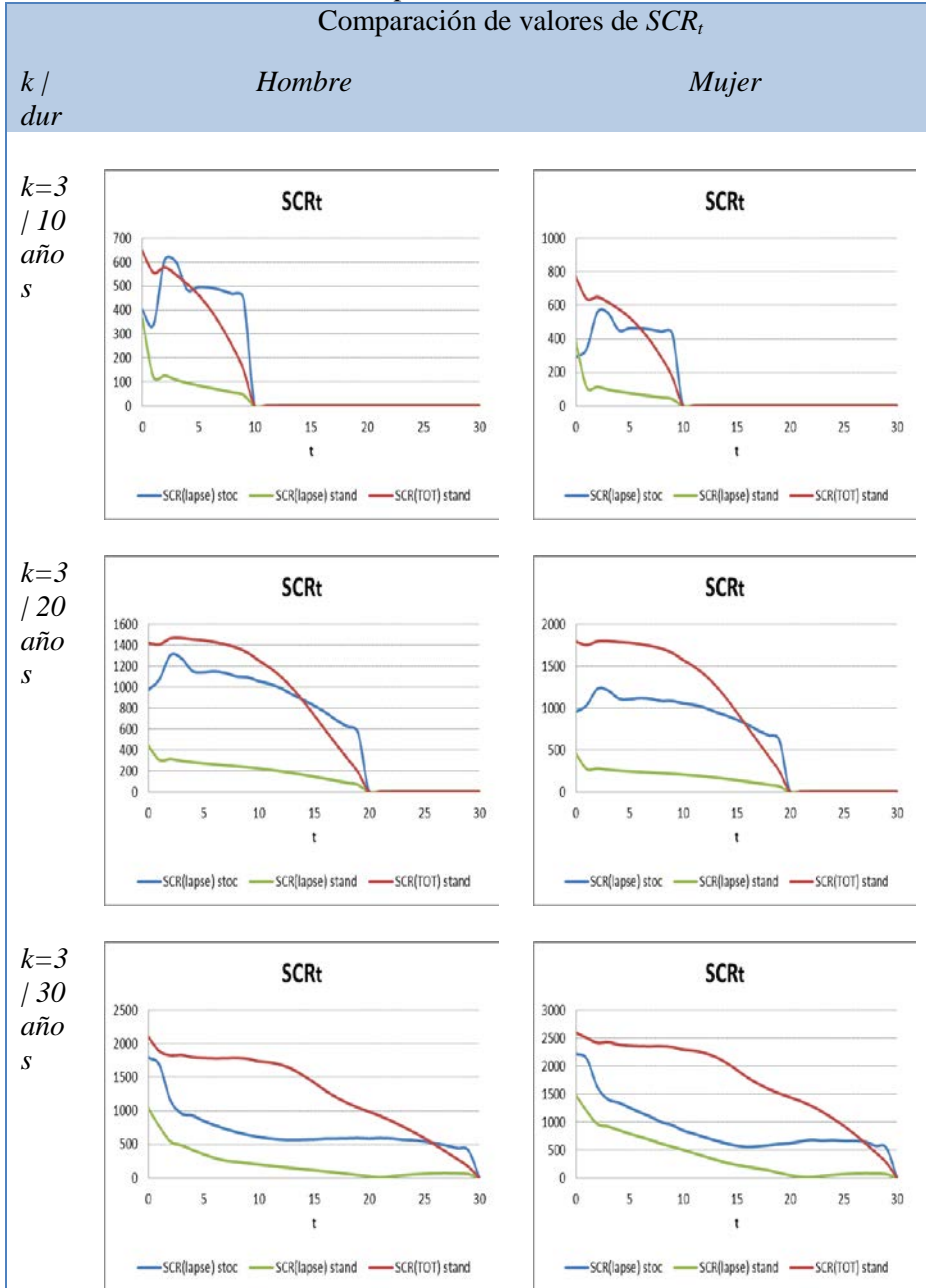 Comparación de valores de SCRt
k / dur
Hombre
Mujer
k=3 / 10 años
SCRt
700
600
500
400
300
200
100
0
0 5 10 15 20 25 30
t
SCR(lapse) stoc SCR(lapse) stand SCR(TOT) stand
SCRt
1000
800
600
400
200
0
0 5 10 15 20 25 30
t
SCR(lapse) stoc SCR(lapse) stand SCR(TOT) stand
k=3 / 20 años
SCRt
1600
1400
1200
1000
800
600
400
200
0
0 5 10 15 20 25 30
t
SCR(lapse) stoc SCR(lapse) stand SCR(TOT) stand
SCRt
2000
1500
1000
500
0
0 5 10 15 20 25 30
t
SCR(lapse) stoc SCR(lapse) stand SCR(TOT) stand
k=3 / 30 años
SCRt
2500
2000
1500
1000
500
0
0 5 10 15 20 25 30
t
SCR(lapse) stoc SCR(lapse) stand SCR(TOT) stand
SCRt
3000
2500
2000
1500
1000
500
0
0 5 10 15 20 25 30
t
SCR(lapse) stoc SCR(lapse) stand SCR(TOT) stand